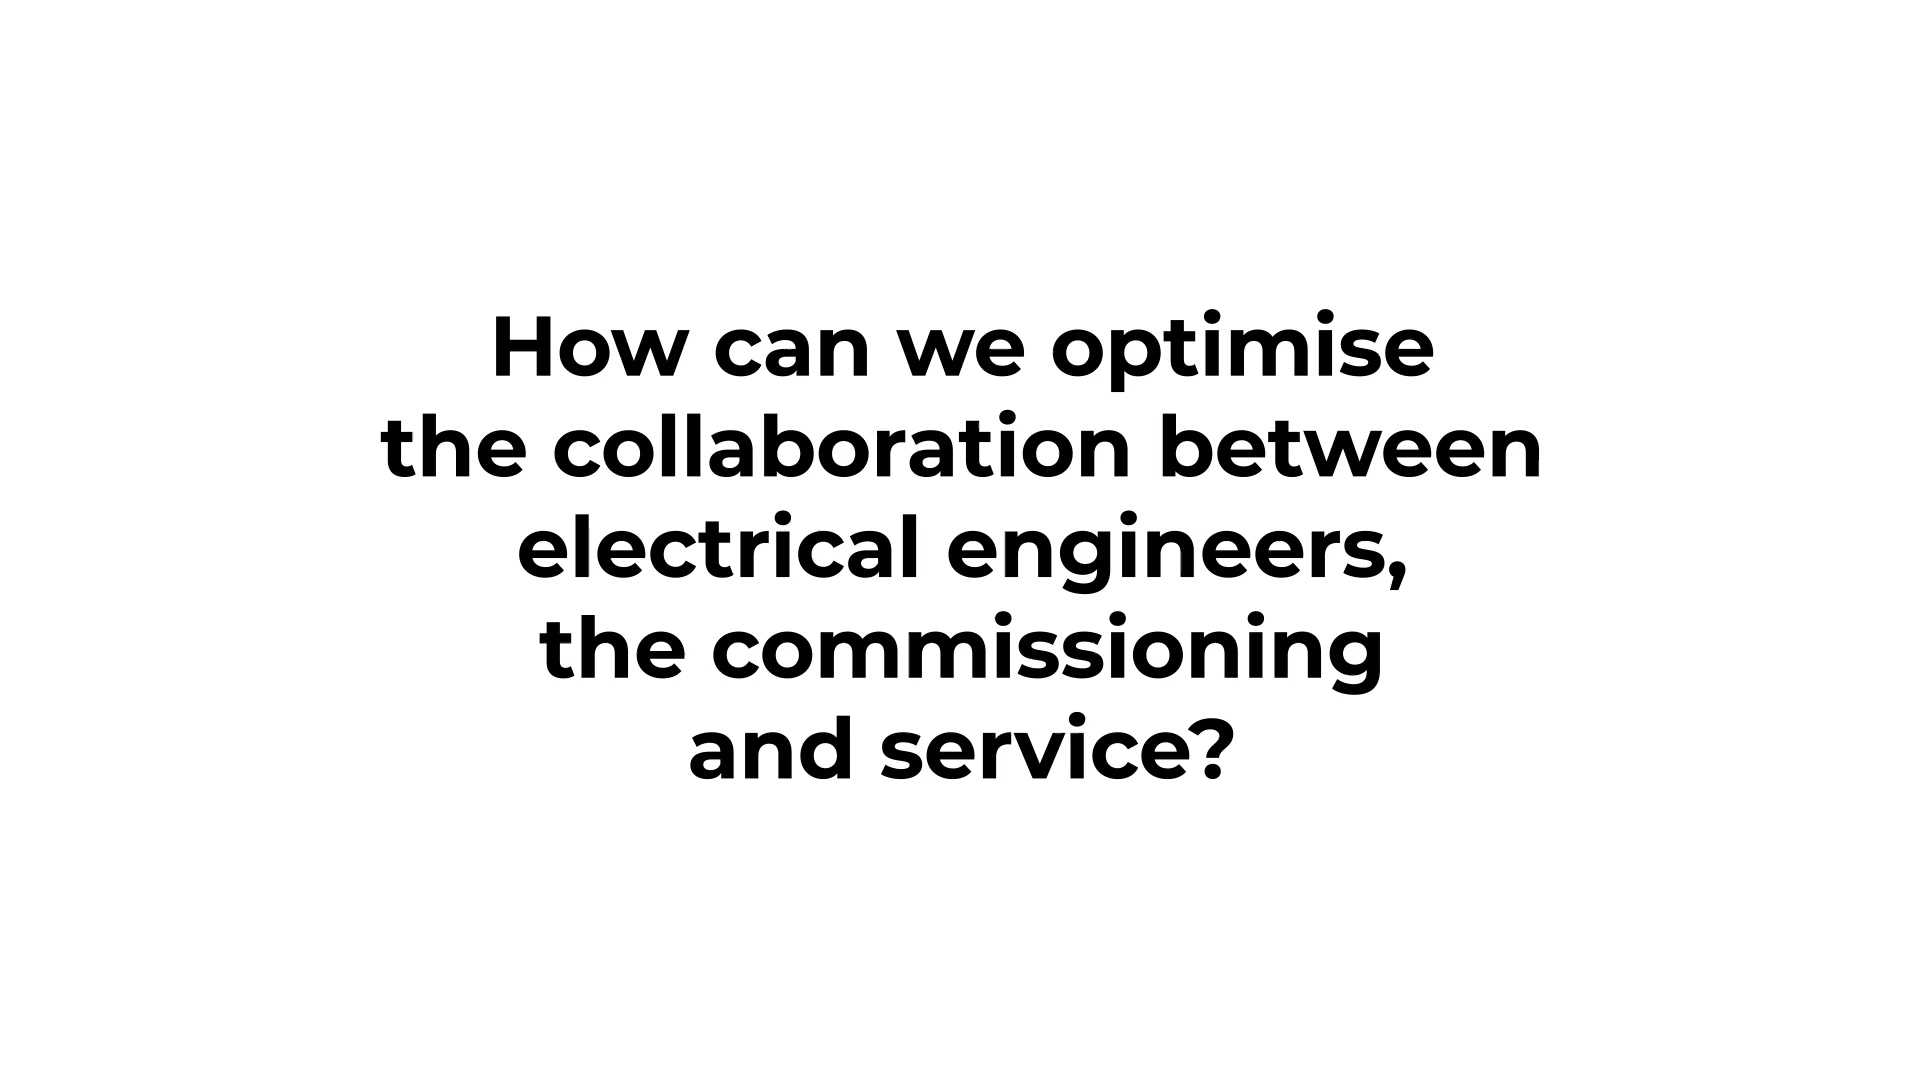 How can we optimise
the collaboration between
electrical engineers,
the commissioning
and service?